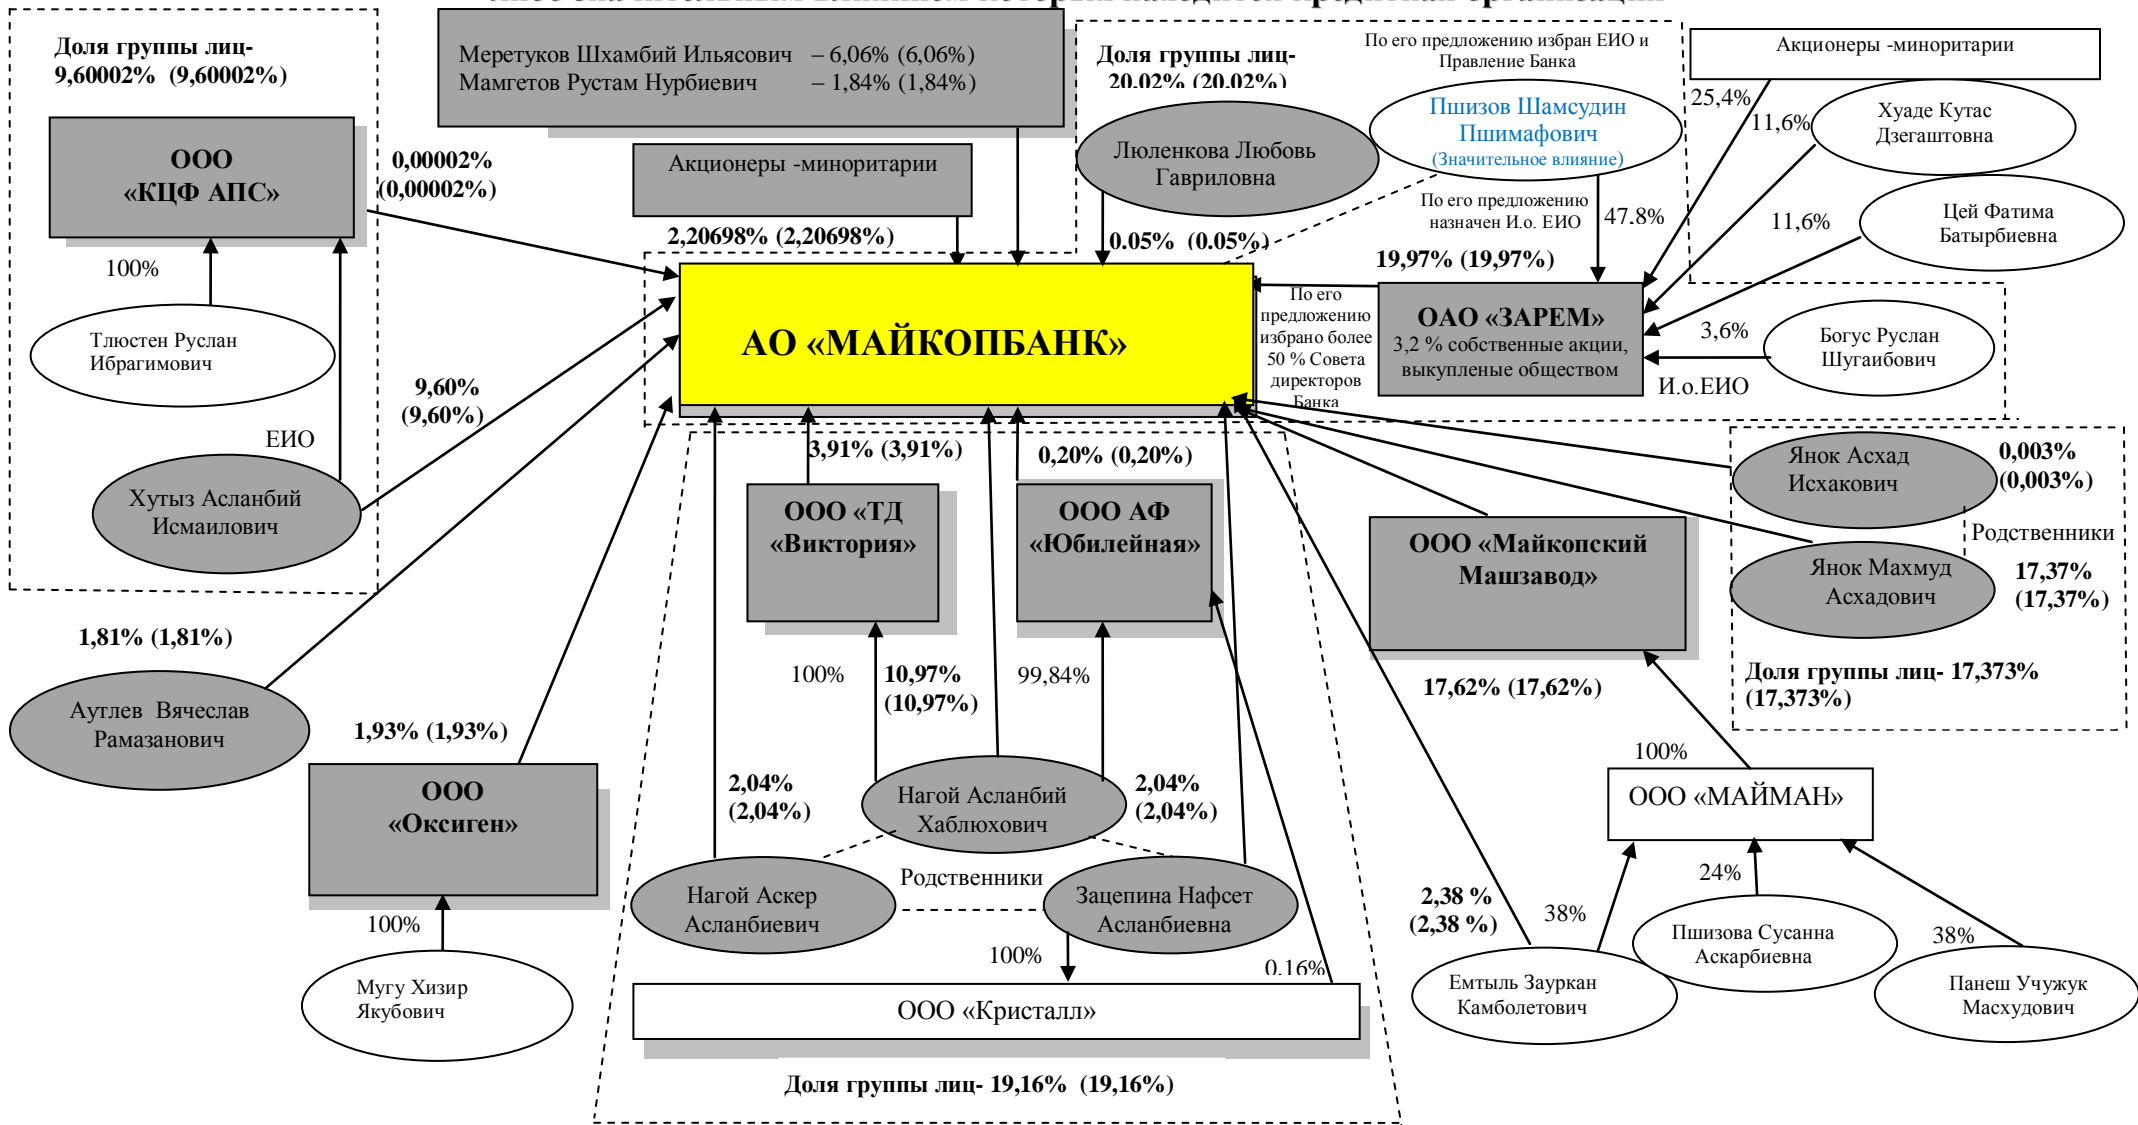 либо значительным влиянием которых находится кредитная организация
Доля группы лиц-
9,60002%  (9,60002%)
ООО
«КЦФ АПС»
0,00002%
(0,00002%)
100%
Тлюстен Руслан
Ибрагимович
ЕИО
Хутыз Асланбий
Исмаилович
9,60%
(9,60%)
Меретуков Шхамбий Ильясович – 6,06% (6,06%)
Мамгетов Рустам Нурбиевич – 1,84% (1,84%)
Акционеры -миноритарии
2,20698% (2,20698%)
Доля группы лиц-
20.02% (20.02%)
Люленкова Любовь
Гавриловна
0.05%  (0.05%)
По его предложению избран ЕИО и
Правление Банка
Пшизов Шамсудин
Пшимафович
(Значительное влияние)
По его предложению
назначен И.о. ЕИО
47.8%
19,97% (19,97%)
Акционеры -миноритарии
25,4%
11,6%
Хуаде Кутас
Дзегаштовна
11,6%
Цей Фатима
Батырбиевна
АО «МАЙКОПБАНК»
По его
предложению
избрано более
50 % Совета
директоров
Банка
ОАО «ЗАРЕМ»
3,2 % собственные акции,
выкупленые обществом
3,6%
И.о.ЕИО
Богус Руслан
Шугаибович
1,81% (1,81%)
Аутлев  Вячеслав
Рамазанович
1,93% (1,93%)
ООО
«Оксиген»
100%
Мугу Хизир
Якубович
3,91% (3,91%)
0,20% (0,20%)
ООО «ТД
«Виктория»
ООО АФ
«Юбилейная»
100%
10,97%
(10,97%)
99,84%
2,04%
(2,04%)
Нагой Асланбий
Хаблюхович
2,04%
(2,04%)
Родственники
Нагой Аскер
Асланбиевич
Зацепина Нафсет
Асланбиевна
100%
0.16%
ООО «Кристалл»
Доля группы лиц- 19,16%  (19,16%)
Янок Асхад
Исхакович
0,003%
(0,003%)
Родственники
Янок Махмуд
Асхадович
17,37%
(17,37%)
Доля группы лиц- 17,373%
(17,373%)
ООО «Майкопский
Машзавод»
17,62% (17,62%)
100%
ООО «МАЙМАН»
2,38 %
(2,38 %)
38%
24%
38%
Емтыль Зауркан
Камболетович
Пшизова Сусанна
Аскарбиевна
Панеш Учужук
Масхудович